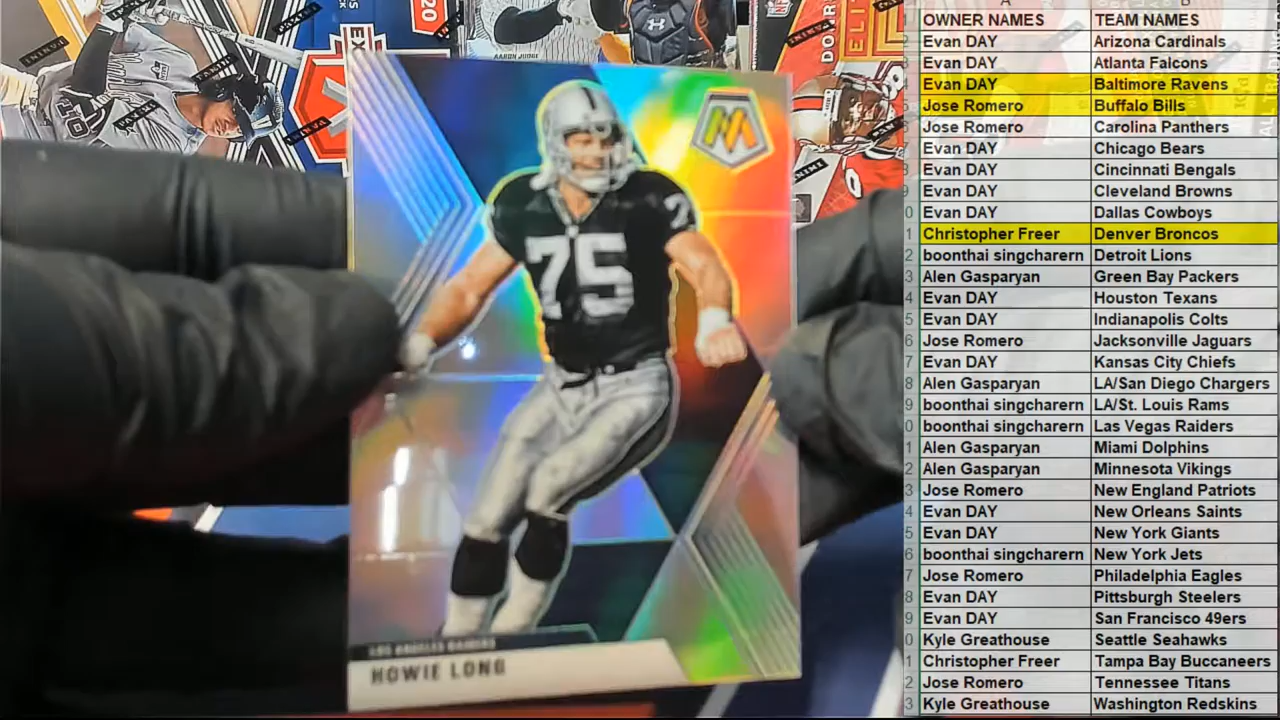 AARON JUDGE
20
75
7
LOS ANGELES RAIDERS
HOWIE LONG
OWNER NAMES TEAM NAMES
Evan DAY Arizona Cardinals
Evan DAY Atlanta Falcons
Evan DAY Baltimore Ravens
Jose Romero Buffalo Bills
Jose Romero Carolina Panthers
Evan DAY Chicago Bears
Evan DAY Cincinnati Bengals
Evan DAY Cleveland Browns
Evan DAY Dallas Cowboys
Christopher Freer Denver Broncos
boonthai singcharern Detroit Lions
Alen Gasparyan Green Bay Packers
Evan DAY Houston Texans
Evan DAY Indianapolis Colts
Jose Romero Jacksonville Jaguars
Evan DAY Kansas City Chiefs
Alen Gasparyan LA/San Diego Chargers
boonthai singcharern LA/St. Louis Rams
boonthai singcharern Las Vegas Raiders
Alen Gasparyan Miami Dolphins
Alen Gasparyan Minnesota Vikings
Jose Romero New England Patriots
Evan DAY New Orleans Saints
Evan DAY New York Giants
boonthai singcharern New York Jets
Jose Romero Philadelphia Eagles
Evan DAY Pittsburgh Steelers
Evan DAY San Francisco 49ers
Kyle Greathouse Seattle Seahawks
Christopher Freer Tampa Bay Buccaneers
Jose Romero Tennessee Titans
Kyle Greathouse Washington Redskins